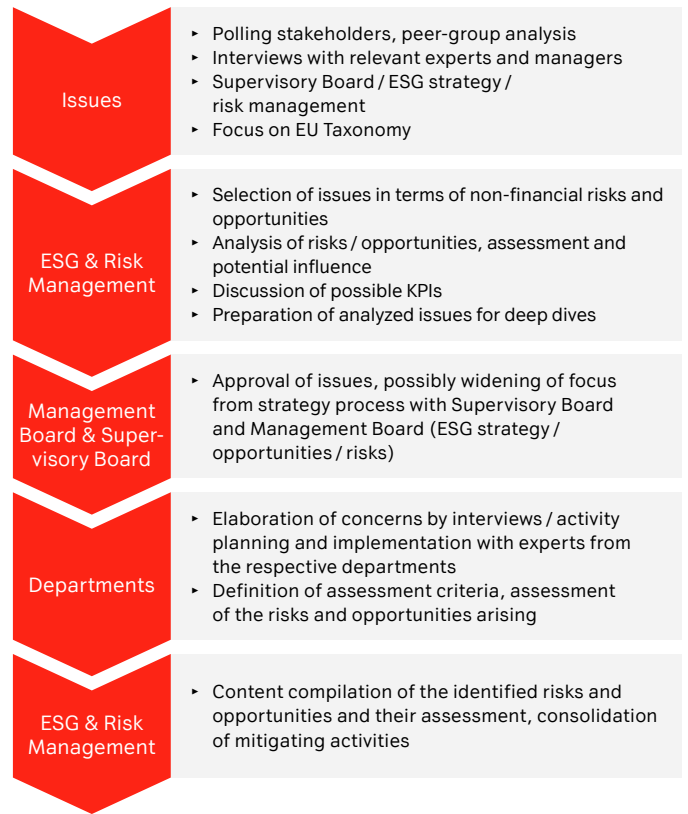 Issues
▸ Polling stakeholders, peer-group analysis
▸ Interviews with relevant experts and managers
▸ Supervisory Board / ESG strategy /
risk management
▸ Focus on EU Taxonomy
ESG & Risk
Management
▸ Selection of issues in terms of non-financial risks and
opportunities
▸ Analysis of risks / opportunities, assessment and
potential influence
▸ Discussion of possible KPIs
▸ Preparation of analyzed issues for deep dives
Management
Board & Super-
visory Board
▸ Approval of issues, possibly widening of focus
from strategy process with Supervisory Board
and Management Board (ESG strategy /
opportunities / risks)
Departments
▸ Elaboration of concerns by interviews / activity
planning and implementation with experts from
the respective departments
▸ Definition of assessment criteria, assessment
of the risks and opportunities arising
ESG & Risk
Management
▸ Content compilation of the identified risks and
opportunities and their assessment, consolidation
of mitigating activities